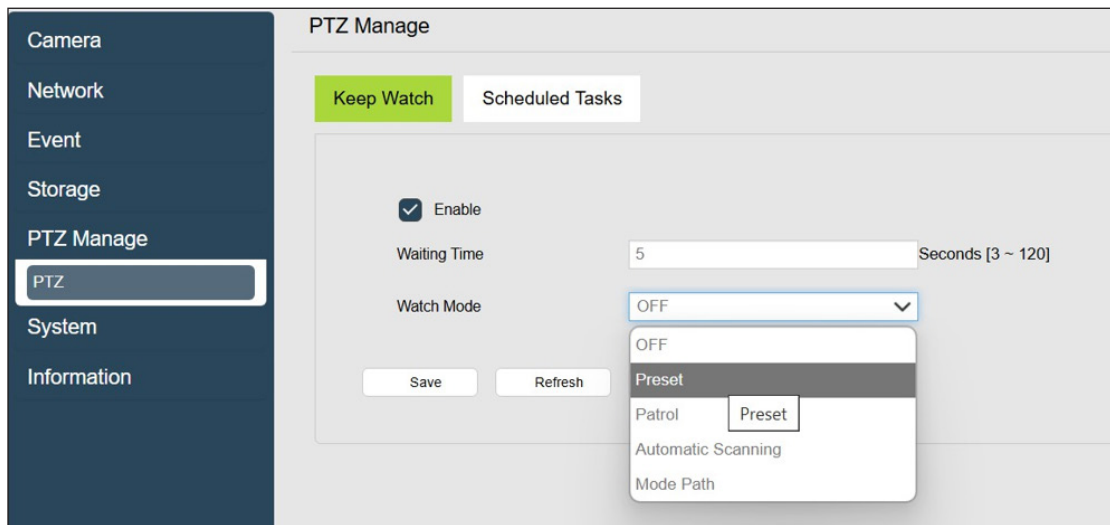 PTZ Manage
Camera
Network
Event
Storage
PTZ Manage
PTZ
System
Information
Keep Watch Scheduled Tasks
Enable
Waiting Time 5 Seconds [3 ~ 120]
Watch Mode OFF
OFF
Preset
Patrol Preset
Automatic Scanning
Mode Path
Save Refresh